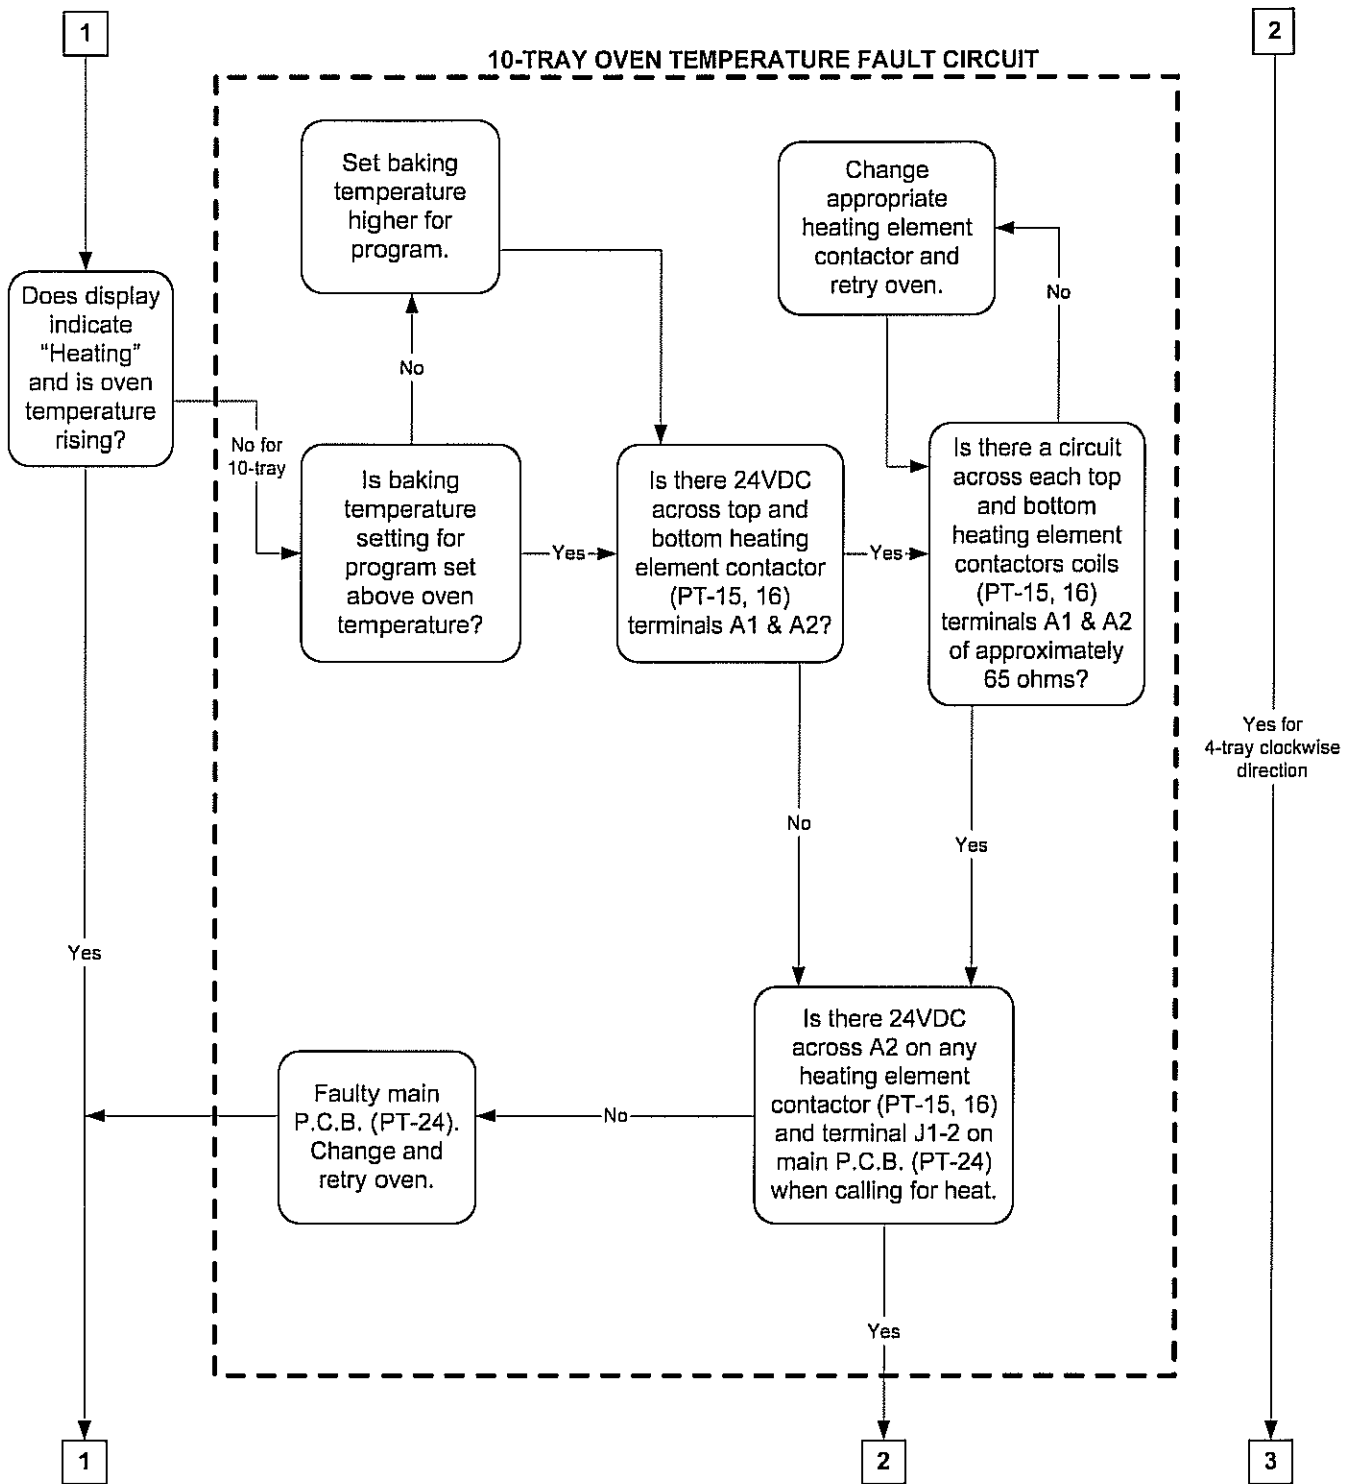 1
2
10-TRAY OVEN TEMPERATURE FAULT CIRCUIT
Set baking
temperature
higher for
program.
Change
appropriate
heating element
contactor and
retry oven.
No
Does display
indicate
"Heating"
and is oven
temperature
rising?
No for
10-tray
No
Is baking
temperature
setting for
program set
above oven
temperature?
Yes
Is there 24VDC
across top and
bottom heating
element contactor
(PT-15, 16)
terminals A1 & A2?
Yes
Is there a circuit
across each top
and bottom
heating element
contactors coils
(PT-15, 16)
terminals A1 & A2
of approximately
65 ohms?
Yes for
4-tray clockwise
direction
No
Yes
Yes
Is there 24VDC
across A2 on any
heating element
contactor (PT-15, 16)
and terminal J1-2 on
main P.C.B. (PT-24)
when calling for heat.
No
Faulty main
P.C.B. (PT-24).
Change and
retry oven.
Yes
1
2
3